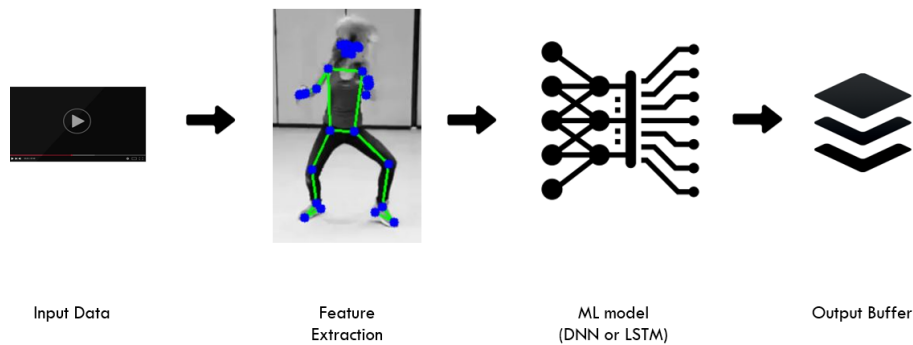 Input Data
Feature
Extraction
ML model
(DNN or LSTM)
Output Buffer